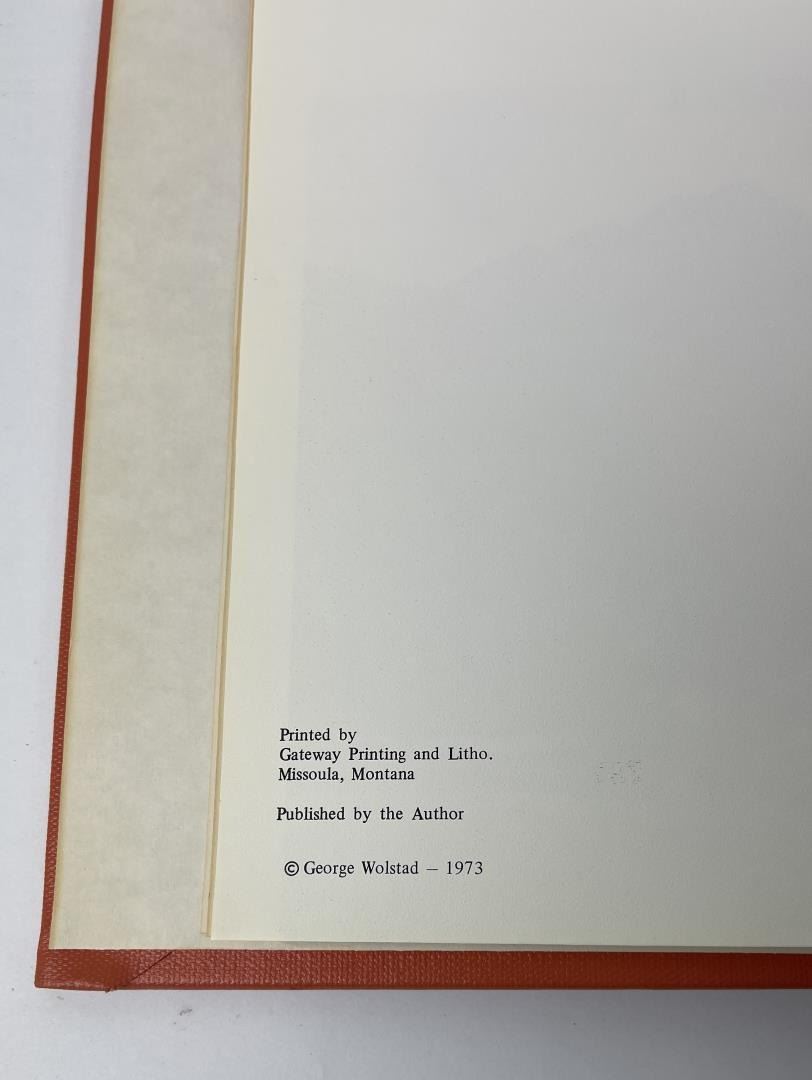 Printed by
Gateway Printing and Litho.
Missoula, Montana
Published by the Author
© George Wolstad – 1973